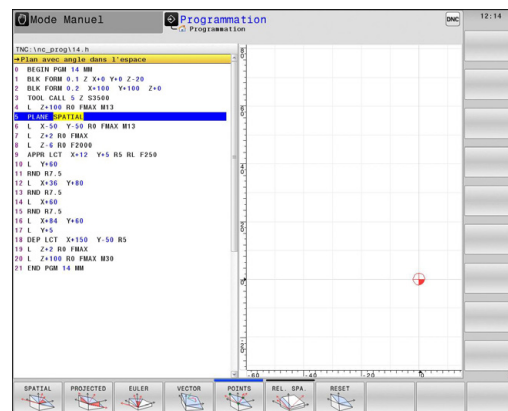 Mode Manuel
Programmation
Programmation
DNC
12:14
TNC:\nc_prog\14.h
→Plan avec angle dans l'espace
0 BEGIN PGM 14 MM
1 BLK FORM 0.1 Z X+0 Y+0 Z-20
2 BLK FORM 0.2 X+100 Y+100 Z+0
3 TOOL CALL 5 Z S3500
4 L Z+100 R0 FMAX M13
5 PLANE SPATIAL
6 L X-50 Y-50 R0 FMAX M13
7 L Z+2 R0 FMAX
8 L Z-6 R0 F2000
9 APPR LCT X+12 Y+5 R5 RL F250
10 L Y+60
11 RND R7.5
12 L X+36 Y+80
13 RND R7.5
14 L X+60
15 RND R7.5
16 L X+84 Y+60
17 L Y+5
18 DEP LCT X+150 Y-50 R5
19 L Z+2 R0 FMAX
20 L Z+100 R0 FMAX M30
21 END PGM 14 MM
-60 -40 -20 0
SPATIAL PROJECTED EULER VECTOR POINTS REL. SPA. RESET